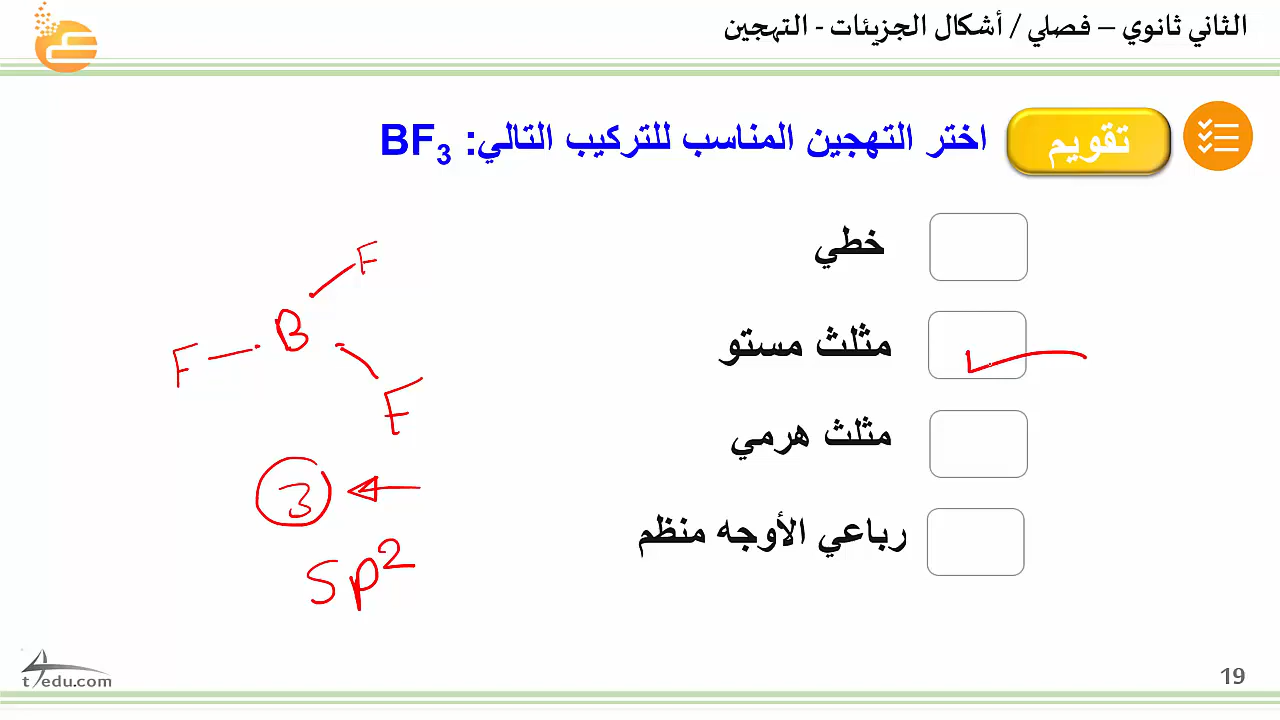 الثاني ثانوي – فصلي / أشكال الجزيئات - التهجين
تقويم
اختر التهجين المناسب للتركيب التالي: BF₃
خطي
مثلث مستو
مثلث هرمي
رباعي الأوجه منظم
F
B
F
F
3
Sp²
t4edu.com
19